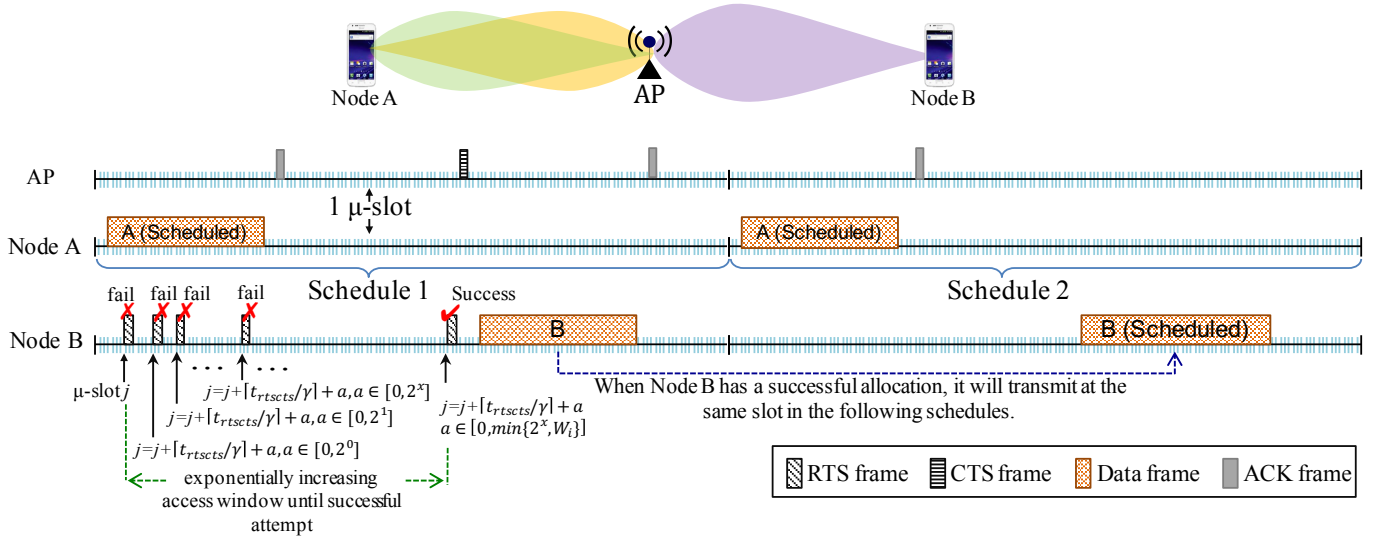 Node A
AP
Node B
AP
1 μ-slot
Node A
A (Scheduled)
A (Scheduled)
Schedule 1
Schedule 2
fail
fail
fail
fail
Success
Node B
B
B (Scheduled)
μ-slot j
. . . .   . . . .
j=j+⌈t_rtscts/γ⌉ + a, a ∈ [0, 2^x]
j=j+⌈t_rtscts/γ⌉ + a, a ∈ [0, 2^1]
j=j+⌈t_rtscts/γ⌉ + a, a ∈ [0, 2^0]
j=j+⌈t_rtscts/γ⌉ + a
a ∈ [0, min{2^x, W_i}]
When Node B has a successful allocation, it will transmit at the
same slot in the following schedules.
exponentially increasing
access window until successful
attempt
RTS frame
CTS frame
Data frame
ACK frame